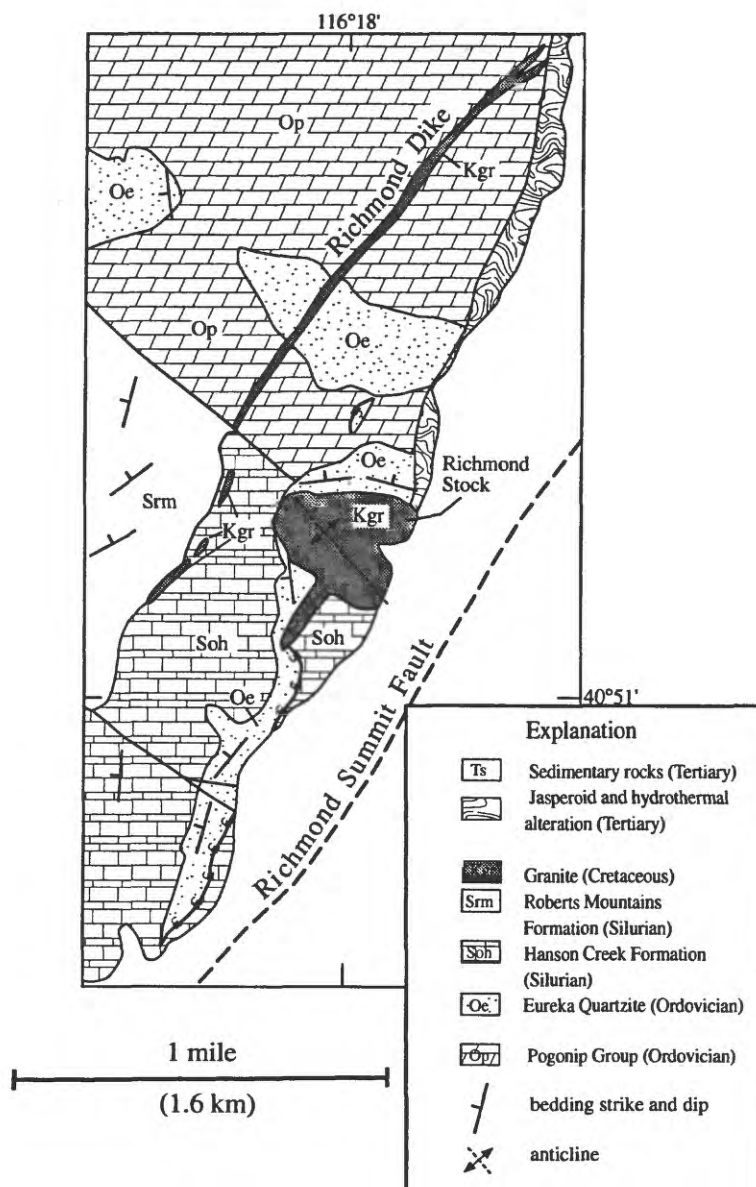 116°18'
Op
Richmond Dike
Kgr
Oe
Op
Oe
Oe
Richmond
Stock
Srm
Kgr
Kgr
Soh
Soh
Oe
40°51'
Richmond Summit Fault
Explanation
Ts Sedimentary rocks (Tertiary)
Jasperoid and hydrothermal
alteration (Tertiary)
Granite (Cretaceous)
Srm Roberts Mountains
Formation (Silurian)
Soh Hanson Creek Formation
(Silurian)
Oe Eureka Quartzite (Ordovician)
Op Pogonip Group (Ordovician)
bedding strike and dip
anticline
1 mile
(1.6 km)